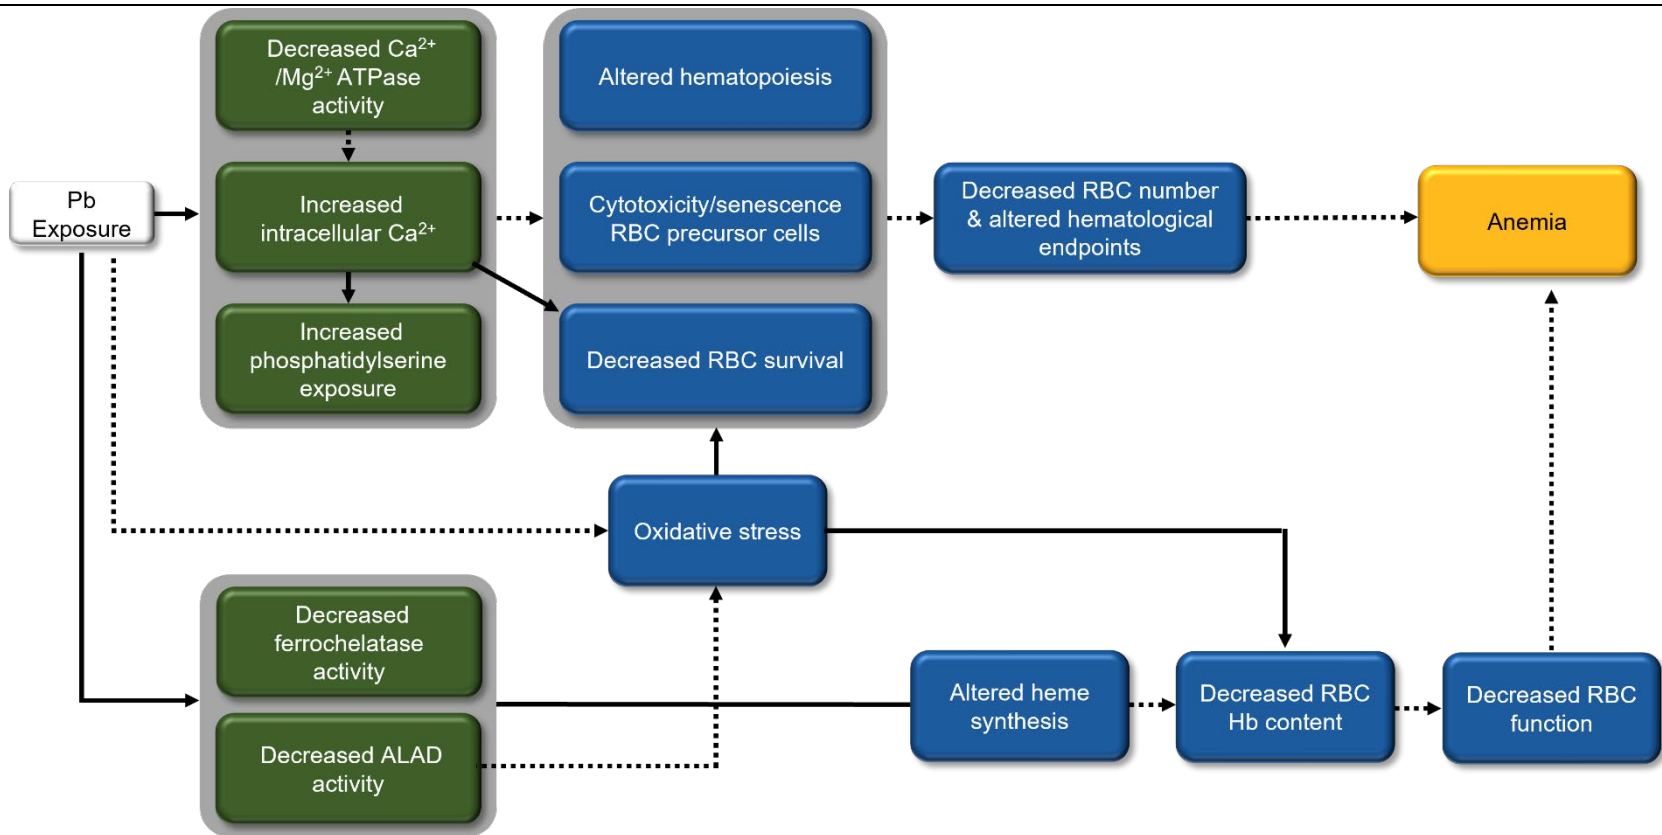 Pb
Exposure
Decreased Ca²⁺
/Mg²⁺ ATPase
activity
Increased
intracellular Ca²⁺
Increased
phosphatidylserine
exposure
Altered hematopoiesis
Cytotoxicity/senescence
RBC precursor cells
Decreased RBC survival
Decreased RBC number
& altered hematological
endpoints
Anemia
Oxidative stress
Decreased
ferrochelatase
activity
Decreased ALAD
activity
Altered heme
synthesis
Decreased RBC
Hb content
Decreased RBC
function